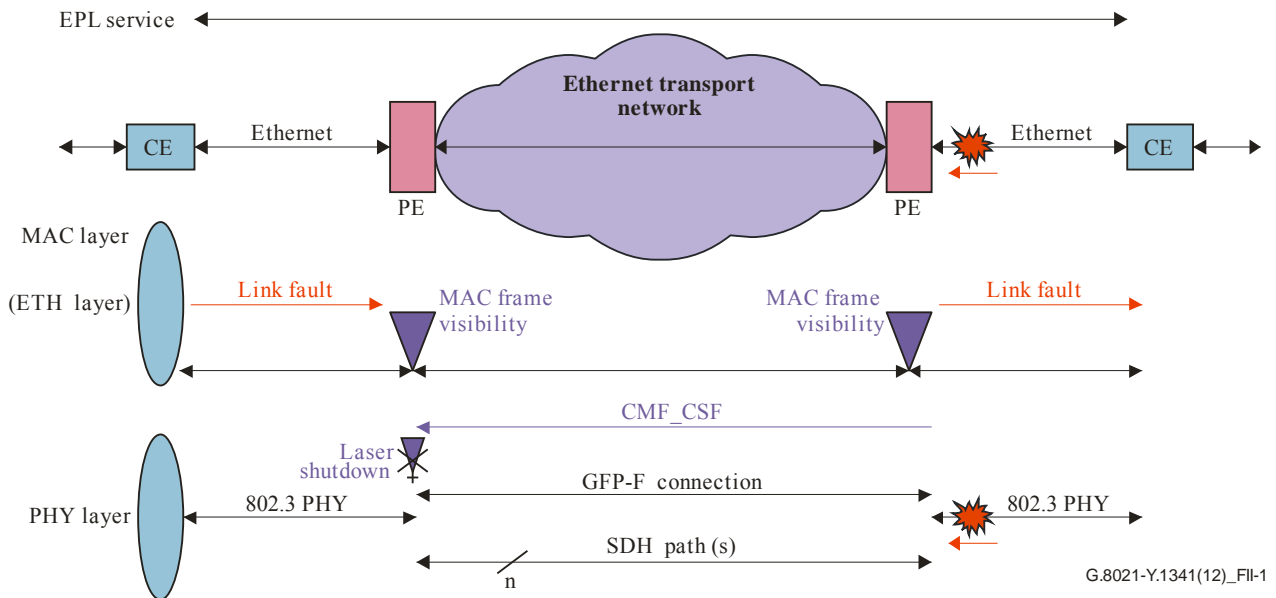 EPL service
Ethernet transport
network
Ethernet
Ethernet
CE
CE
PE
PE
MAC layer
(ETH layer)
Link fault
MAC frame
visibility
MAC frame
visibility
Link fault
CMF_CSF
Laser
shutdown
GFP-F connection
PHY layer
802.3 PHY
802.3 PHY
SDH path (s)
n
G.8021-Y.1341(12)_FII-1